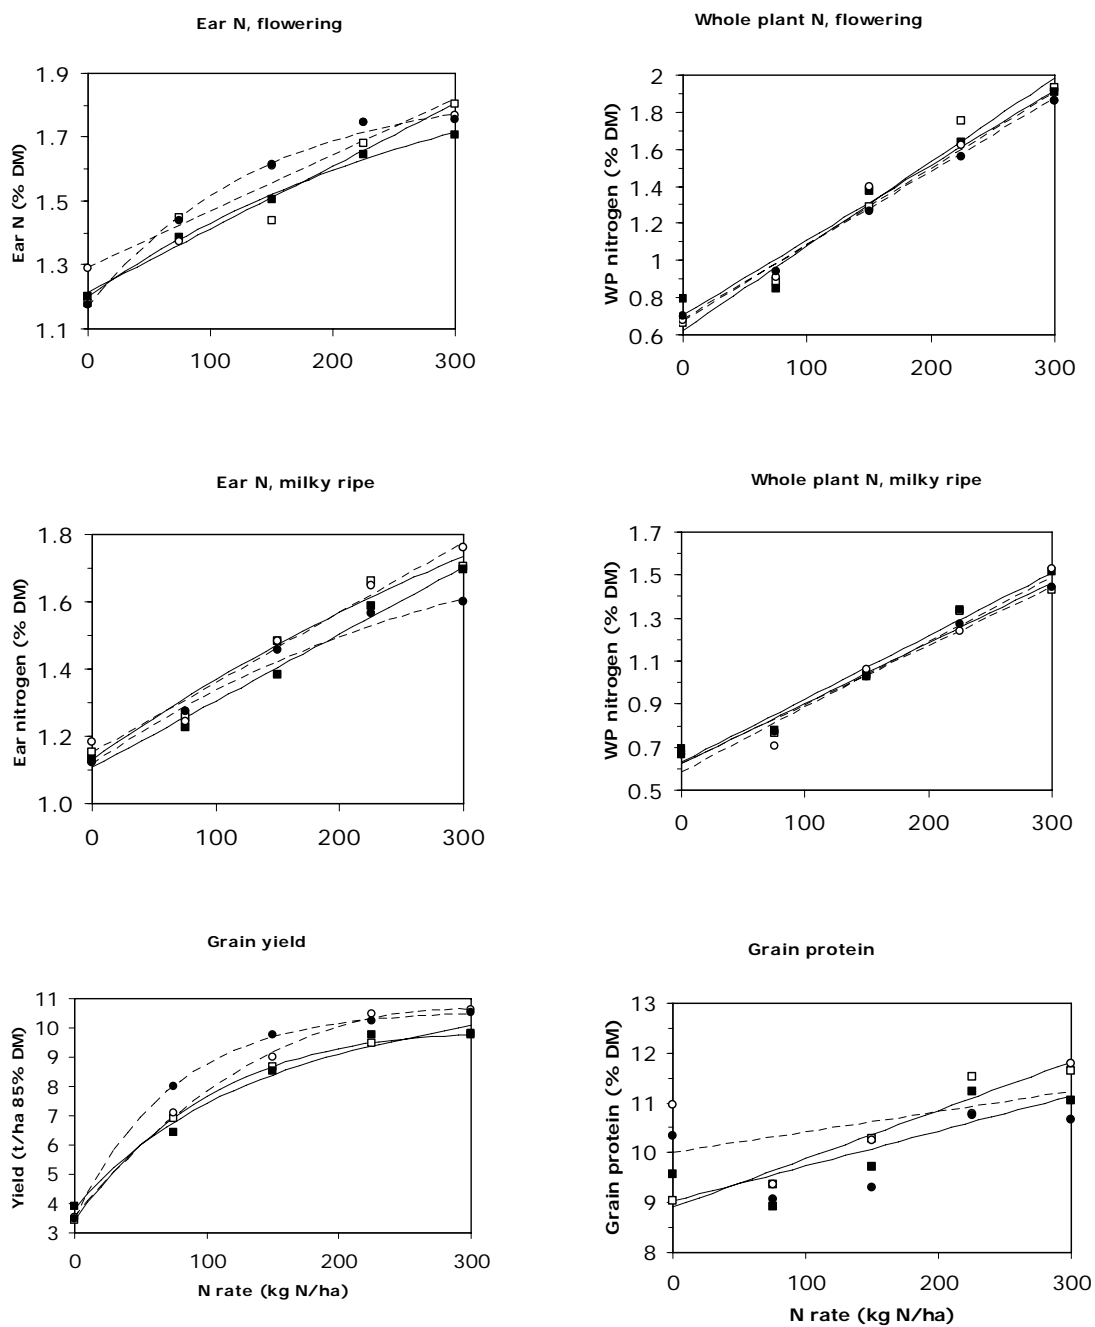 Ear N, flowering
1.9
1.7
1.5
1.3
1.1
Ear N (% DM)
0 100 200 300
Whole plant N, flowering
2
1.8
1.6
1.4
1.2
1
0.8
0.6
WP nitrogen (% DM)
0 100 200 300
Ear N, milky ripe
1.8
1.6
1.4
1.2
1.0
Ear nitrogen (% DM)
0 100 200 300
Whole plant N, milky ripe
1.7
1.5
1.3
1.1
0.9
0.7
0.5
WP nitrogen (% DM)
0 100 200 300
Grain yield
11
10
9
8
7
6
5
4
3
Yield (t/ha 85% DM)
0 100 200 300
N rate (kg N/ha)
Grain protein
13
12
11
10
9
8
Grain protein (% DM)
0 100 200 300
N rate (kg N/ha)